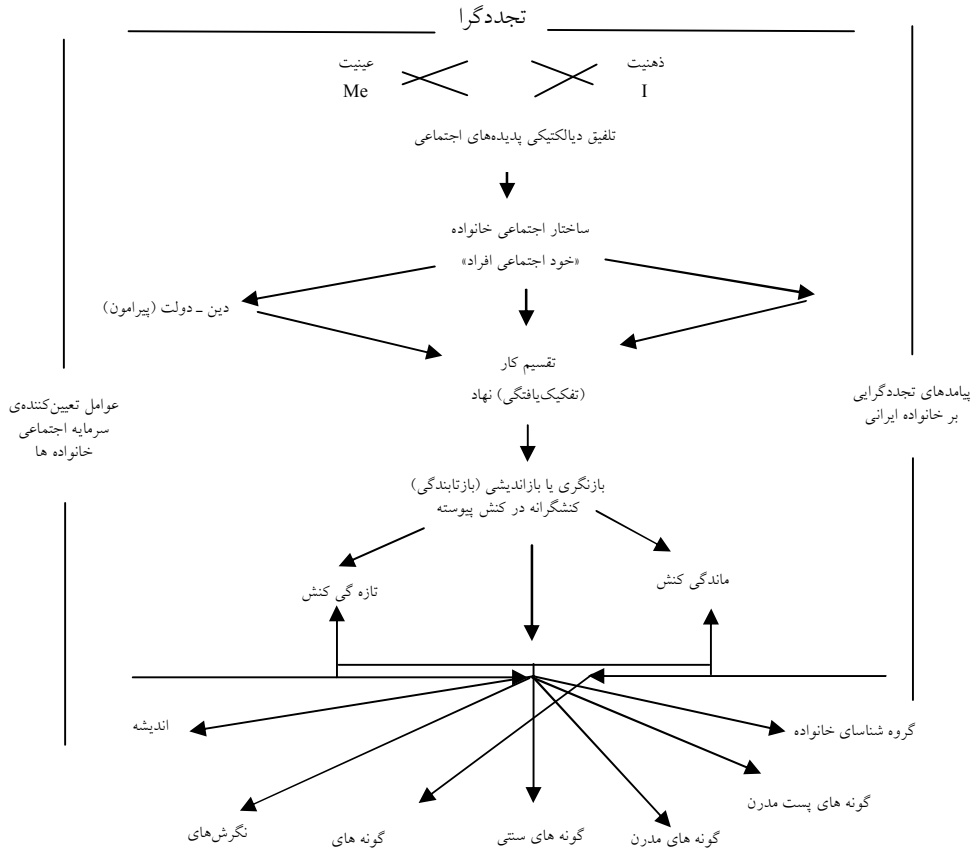 تجددگرا
ذهنیت
I
عینیت
Me
تلفیق دیالکتیکی پدیده‌های اجتماعی
ساختار اجتماعی خانواده
«خود اجتماعی افراد»
دین ـ دولت (پیرامون)
تقسیم کار
(تفکیک‌یافتگی) نهاد
پیامدهای تجددگرایی
بر خانواده ایرانی
عوامل تعیین‌کننده‌ی
سرمایه اجتماعی
خانواده ها
بازنگری یا بازاندیشی (بازتابندگی)
کنشگرانه در کنش پیوسته
ماندگی کنش
تازه گی کنش
گروه شناسای خانواده
اندیشه
گونه های پست مدرن
گونه های مدرن
گونه های سنتی
گونه های
نگرش‌های